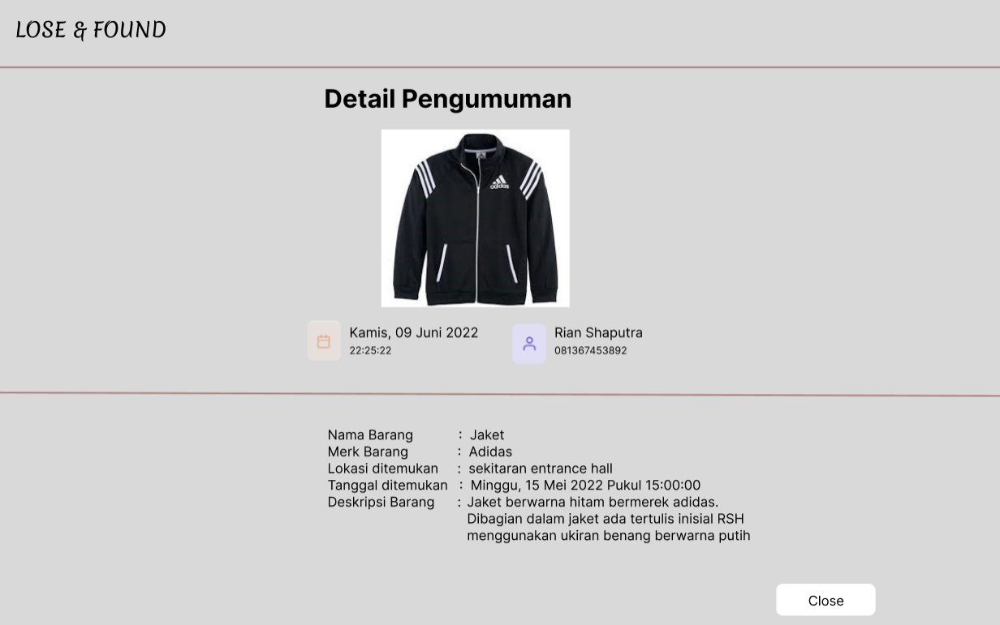 LOSE & FOUND
Detail Pengumuman
adidas
Kamis, 09 Juni 2022
22:25:22
Rian Shaputra
081367453892
Nama Barang : Jaket
Merk Barang : Adidas
Lokasi ditemukan : sekitaran entrance hall
Tanggal ditemukan : Minggu, 15 Mei 2022 Pukul 15:00:00
Deskripsi Barang : Jaket berwarna hitam bermerek adidas.
Dibagian dalam jaket ada tertulis inisial RSH
menggunakan ukiran benang berwarna putih
Close